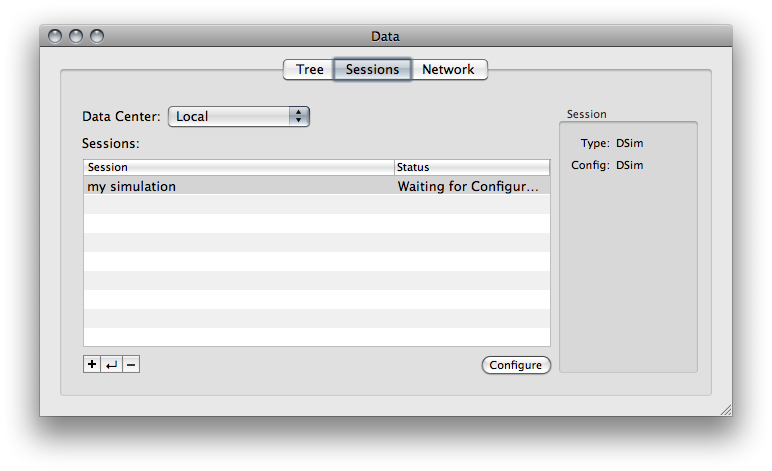 Data
Tree Sessions Network
Data Center: Local
Sessions:
Session Status
my simulation Waiting for Configur...
+ ↵ −
Configure
Session
Type: DSim
Config: DSim